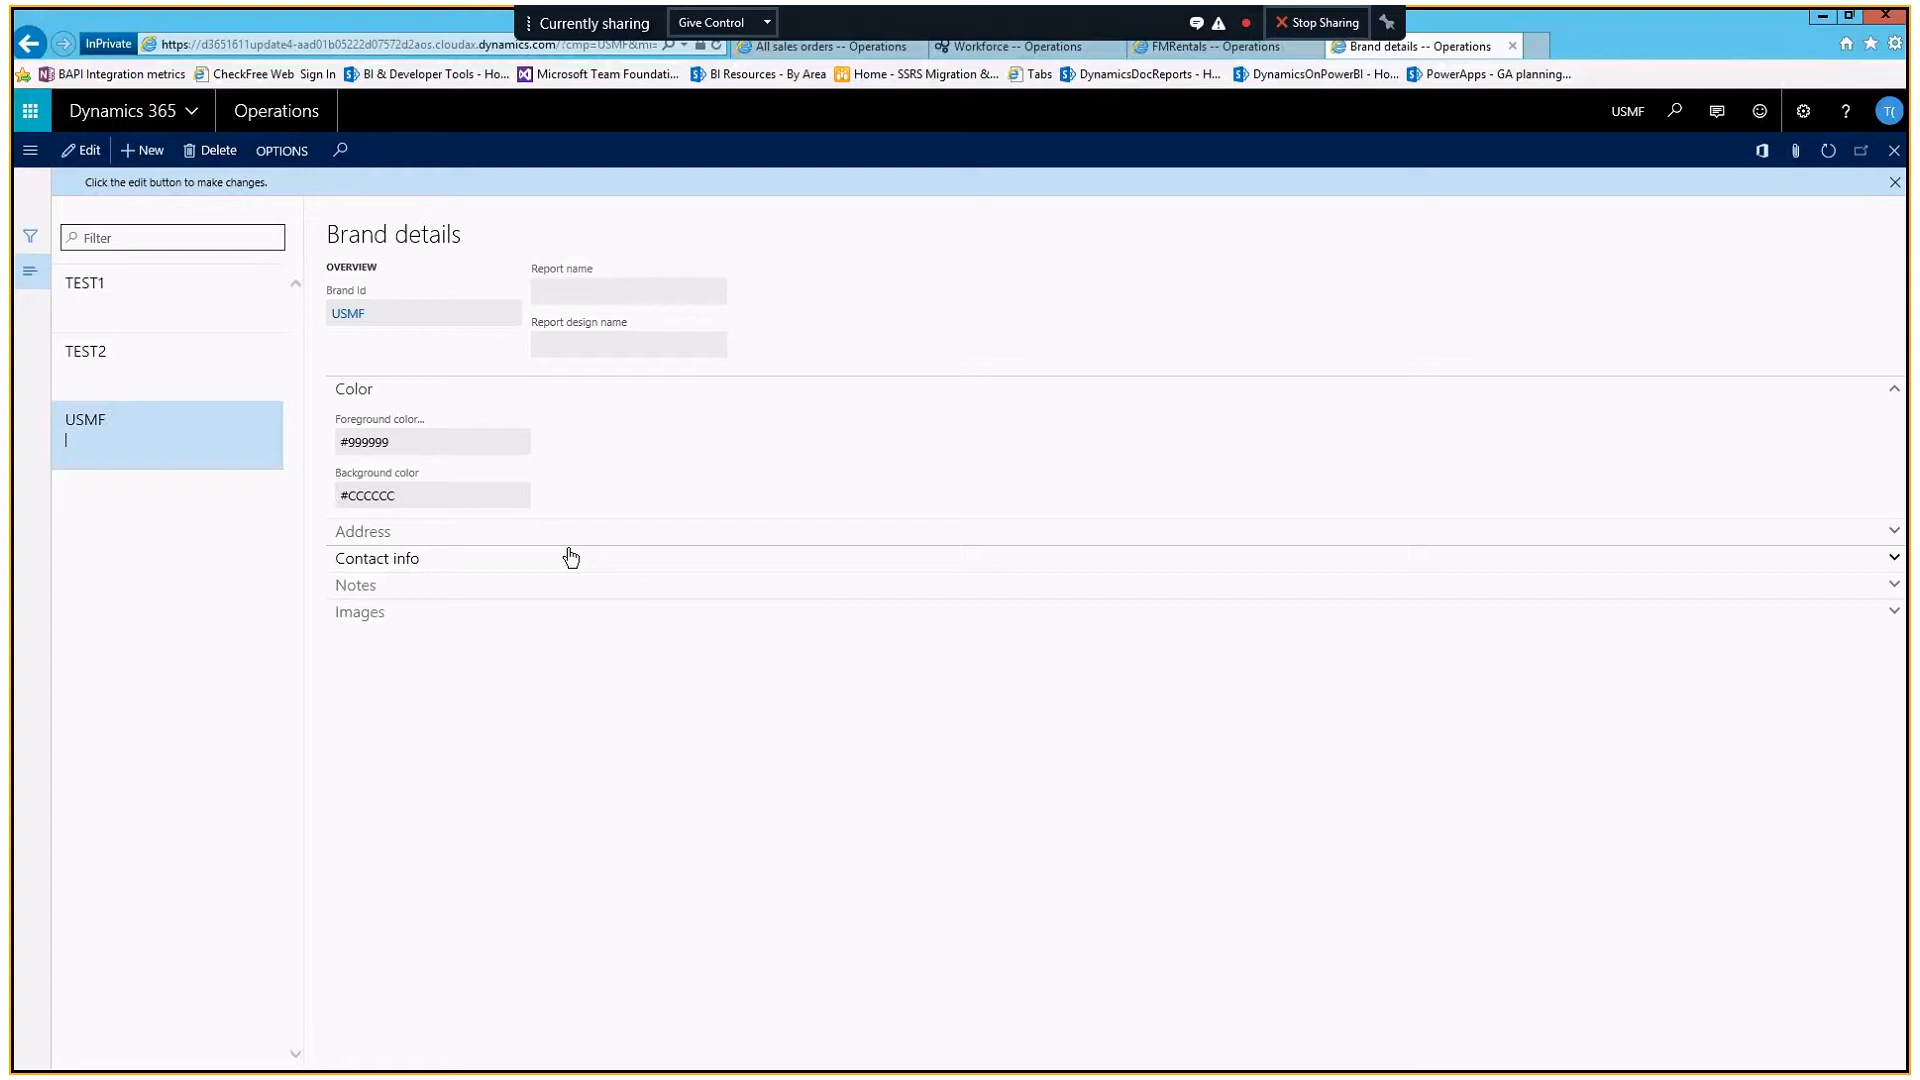 Currently sharing
Give Control
Stop Sharing
InPrivate
https://d3651611update4-aad01b05222d07572d2aos.cloudax.dynamics.com/?cmp=USMF&mi=
All sales orders -- Operations
Workforce -- Operations
FMRentals -- Operations
Brand details -- Operations
BAPI Integration metrics
CheckFree Web Sign In
BI & Developer Tools - Ho...
Microsoft Team Foundati...
BI Resources - By Area
Home - SSRS Migration &...
Tabs
DynamicsDocReports - H...
DynamicsOnPowerBI - Ho...
PowerApps - GA planning...
Dynamics 365
Operations
USMF
?
T(
Edit
New
Delete
OPTIONS
Click the edit button to make changes.
Filter
TEST1
TEST2
USMF
Brand details
OVERVIEW
Brand Id
USMF
Report name
Report design name
Color
Foreground color...
#999999
Background color
#CCCCCC
Address
Contact info
Notes
Images